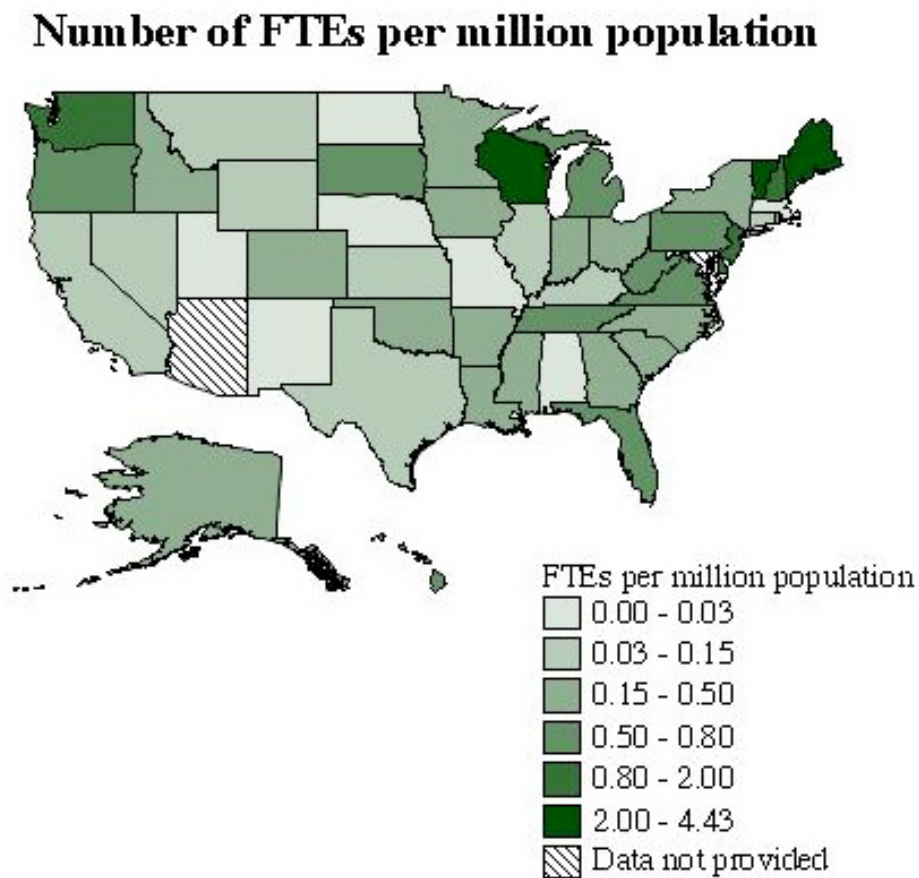 Number of FTEs per million population
FTEs per million population
0.00 - 0.03
0.03 - 0.15
0.15 - 0.50
0.50 - 0.80
0.80 - 2.00
2.00 - 4.43
Data not provided